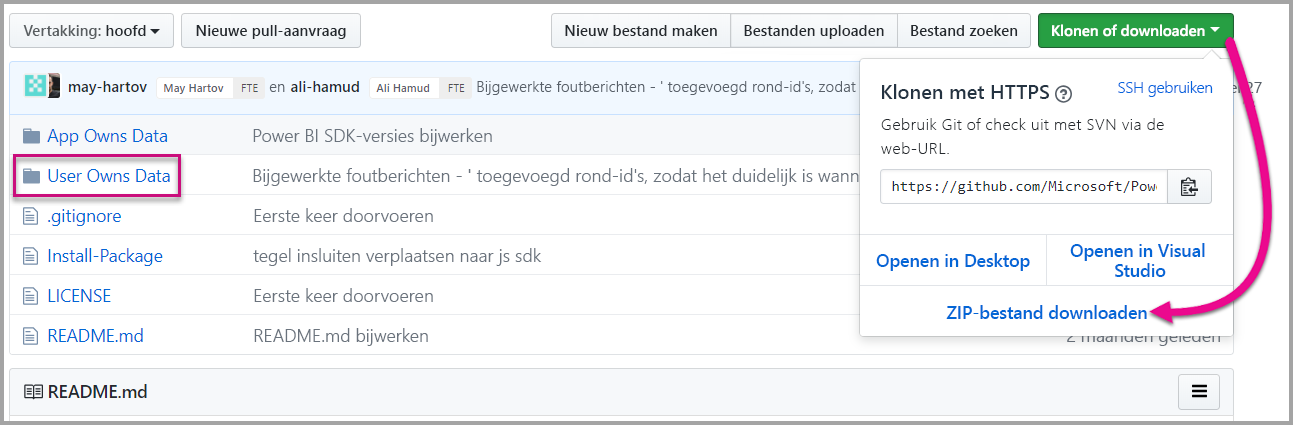 Vertakking: hoofd
Nieuwe pull-aanvraag
Nieuw bestand maken
Bestanden uploaden
Bestand zoeken
Klonen of downloaden
may-hartov May Hartov FTE en ali-hamud Ali Hamud FTE Bijgewerkte foutberichten - ' toegevoegd rond-id's, zodat het duidelijk 27
App Owns Data Power BI SDK-versies bijwerken
User Owns Data Bijgewerkte foutberichten - ' toegevoegd rond-id's, zodat het duidelijk is wann
.gitignore Eerste keer doorvoeren
Install-Package tegel insluiten verplaatsen naar js sdk
LICENSE Eerste keer doorvoeren
README.md README.md bijwerken
2 maanden geleden
Klonen met HTTPS
SSH gebruiken
Gebruik Git of check uit met SVN via de
web-URL.
https://github.com/Microsoft/Pow
Openen in Desktop
Openen in Visual
Studio
ZIP-bestand downloaden
README.md